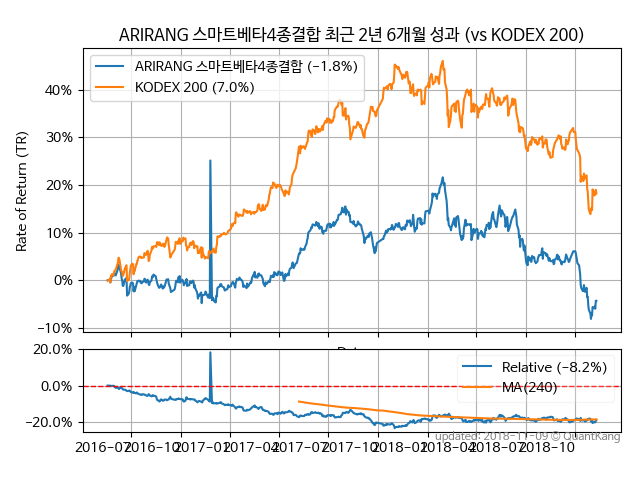 ARIRANG 스마트베타4종결합 최근 2년 6개월 성과 (vs KODEX 200)
ARIRANG 스마트베타4종결합 (−1.8%)
KODEX 200 (7.0%)
Rate of Return (TR)
40%
30%
20%
10%
0%
−10%
20.0%
0.0%
−20.0%
Relative (−8.2%)
MA(240)
2016−07 2016−10 2017−01 2017−04 2017−07 2017−10 2018−01 2018−04 2018−07 2018−10
updated: 2018−11−09 © QuantKang